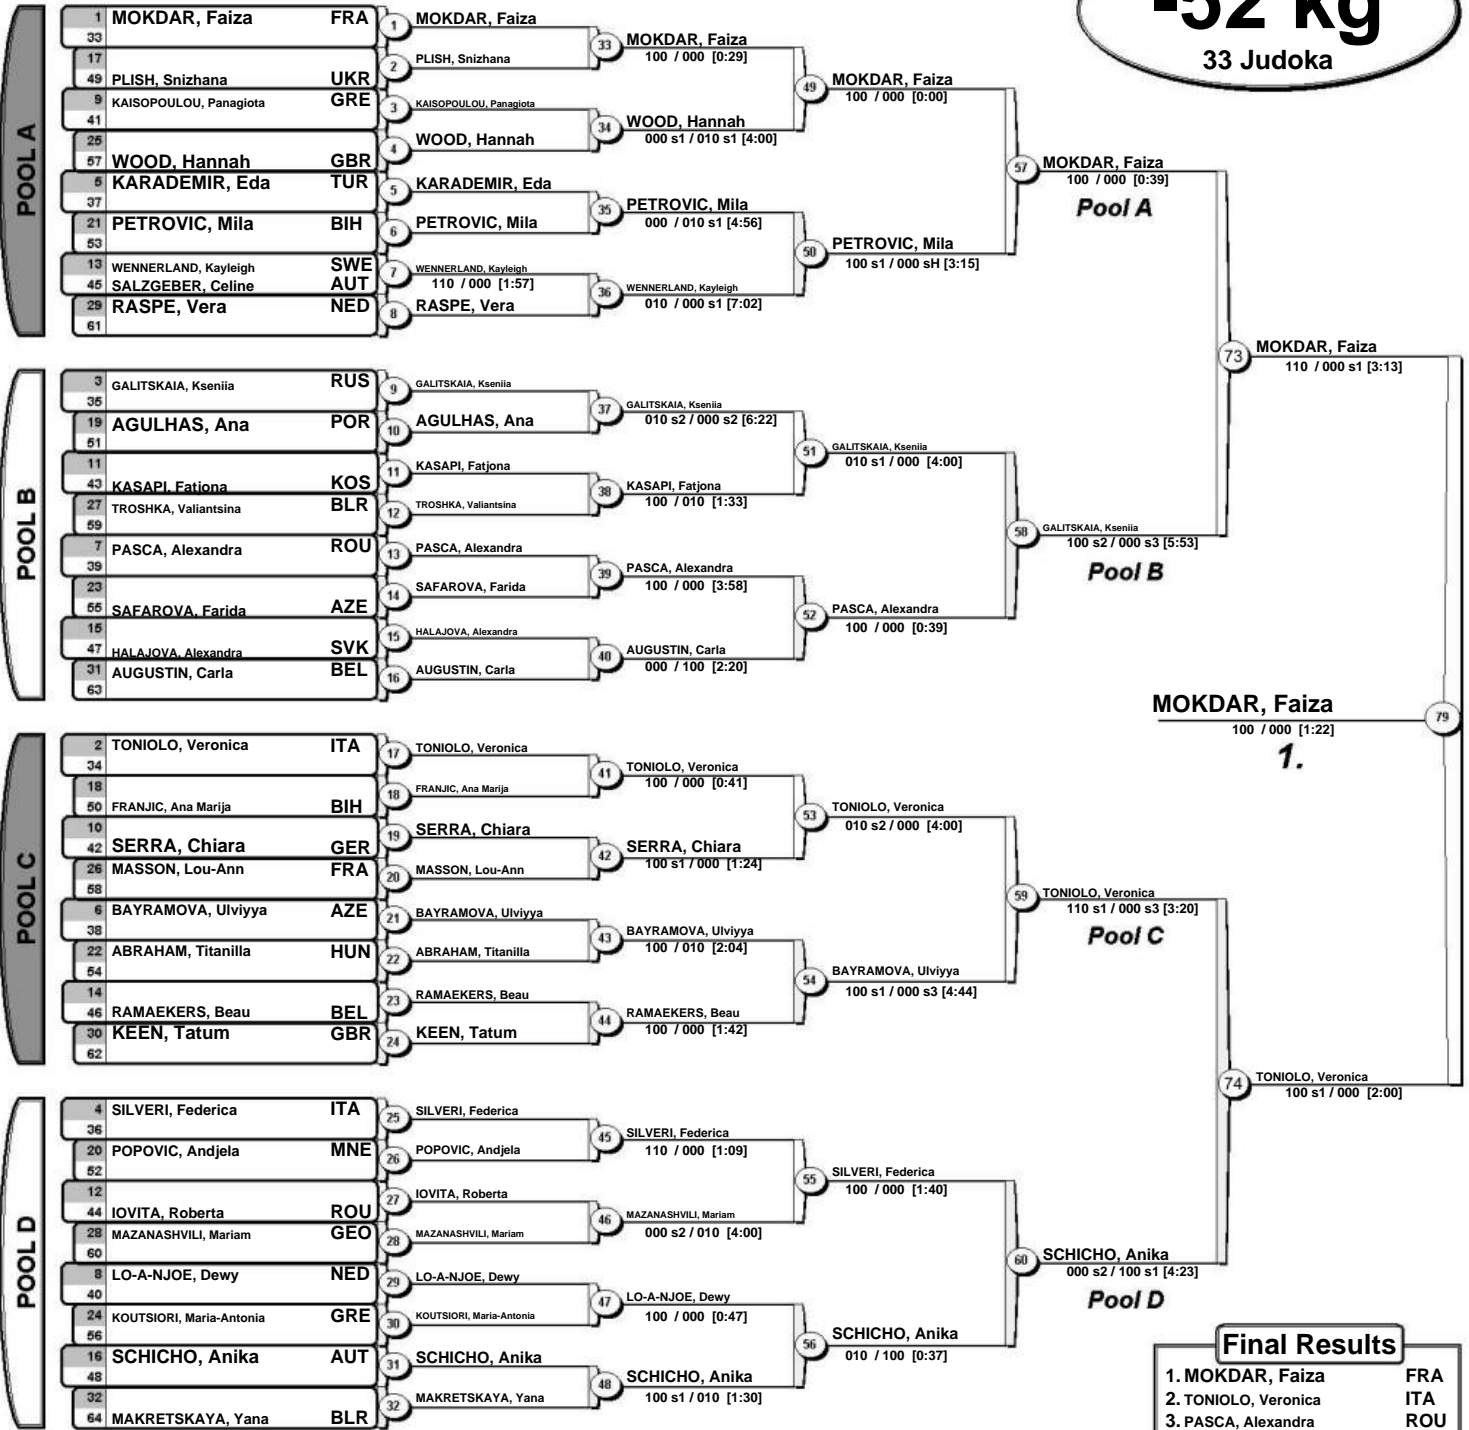 -52 kg
33 Judoka
POOL A
1 MOKDAR, Faiza FRA
33
17
49 PLISH, Snizhana UKR
9 KAISOPOULOU, Panagiota GRE
41
25
57 WOOD, Hannah GBR
5 KARADEMIR, Eda TUR
37
21 PETROVIC, Mila BIH
53
13 WENNERLAND, Kayleigh SWE
45 SALZGEBER, Celine AUT
29 RASPE, Vera NED
61
1 MOKDAR, Faiza
2 PLISH, Snizhana
3 KAISOPOULOU, Panagiota
4 WOOD, Hannah
5 KARADEMIR, Eda
6 PETROVIC, Mila
7 WENNERLAND, Kayleigh
110 / 000 [1:57]
8 RASPE, Vera
33 MOKDAR, Faiza
100 / 000 [0:29]
34 WOOD, Hannah
000 s1 / 010 s1 [4:00]
35 PETROVIC, Mila
000 / 010 s1 [4:56]
36 WENNERLAND, Kayleigh
010 / 000 s1 [7:02]
49 MOKDAR, Faiza
100 / 000 [0:00]
50 PETROVIC, Mila
100 s1 / 000 sH [3:15]
57 MOKDAR, Faiza
100 / 000 [0:39]
Pool A
POOL B
3 GALITSKAIA, Kseniia RUS
35
19 AGULHAS, Ana POR
51
11
43 KASAPI, Fatjona KOS
27 TROSHKA, Valiantsina BLR
59
7 PASCA, Alexandra ROU
39
23
55 SAFAROVA, Farida AZE
15
47 HALAJOVA, Alexandra SVK
31 AUGUSTIN, Carla BEL
63
9 GALITSKAIA, Kseniia
10 AGULHAS, Ana
11 KASAPI, Fatjona
12 TROSHKA, Valiantsina
13 PASCA, Alexandra
14 SAFAROVA, Farida
15 HALAJOVA, Alexandra
16 AUGUSTIN, Carla
37 GALITSKAIA, Kseniia
010 s2 / 000 s2 [6:22]
38 KASAPI, Fatjona
100 / 010 [1:33]
39 PASCA, Alexandra
100 / 000 [3:58]
40 AUGUSTIN, Carla
000 / 100 [2:20]
51 GALITSKAIA, Kseniia
010 s1 / 000 [4:00]
52 PASCA, Alexandra
100 / 000 [0:39]
58 GALITSKAIA, Kseniia
100 s2 / 000 s3 [5:53]
Pool B
73 MOKDAR, Faiza
110 / 000 s1 [3:13]
MOKDAR, Faiza 79
100 / 000 [1:22]
1.
POOL C
2 TONIOLO, Veronica ITA
34
18
50 FRANJIC, Ana Marija BIH
10
42 SERRA, Chiara GER
26 MASSON, Lou-Ann FRA
58
6 BAYRAMOVA, Ulviyya AZE
38
22 ABRAHAM, Titanilla HUN
54
14
46 RAMAEKERS, Beau BEL
30 KEEN, Tatum GBR
62
17 TONIOLO, Veronica
18 FRANJIC, Ana Marija
19 SERRA, Chiara
20 MASSON, Lou-Ann
21 BAYRAMOVA, Ulviyya
22 ABRAHAM, Titanilla
23 RAMAEKERS, Beau
24 KEEN, Tatum
41 TONIOLO, Veronica
100 / 000 [0:41]
42 SERRA, Chiara
100 s1 / 000 [1:24]
43 BAYRAMOVA, Ulviyya
100 / 010 [2:04]
44 RAMAEKERS, Beau
100 / 000 [1:42]
53 TONIOLO, Veronica
010 s2 / 000 [4:00]
54 BAYRAMOVA, Ulviyya
100 s1 / 000 s3 [4:44]
59 TONIOLO, Veronica
110 s1 / 000 s3 [3:20]
Pool C
POOL D
4 SILVERI, Federica ITA
36
20 POPOVIC, Andjela MNE
52
12
44 IOVITA, Roberta ROU
28 MAZANASHVILI, Mariam GEO
60
8 LO-A-NJOE, Dewy NED
40
24 KOUTSIORI, Maria-Antonia GRE
56
16 SCHICHO, Anika AUT
48
32
64 MAKRETSKAYA, Yana BLR
25 SILVERI, Federica
26 POPOVIC, Andjela
27 IOVITA, Roberta
28 MAZANASHVILI, Mariam
29 LO-A-NJOE, Dewy
30 KOUTSIORI, Maria-Antonia
31 SCHICHO, Anika
32 MAKRETSKAYA, Yana
45 SILVERI, Federica
110 / 000 [1:09]
46 MAZANASHVILI, Mariam
000 s2 / 010 [4:00]
47 LO-A-NJOE, Dewy
100 / 000 [0:47]
48 SCHICHO, Anika
100 s1 / 010 [1:30]
55 SILVERI, Federica
100 / 000 [1:40]
56 SCHICHO, Anika
010 / 100 [0:37]
60 SCHICHO, Anika
000 s2 / 100 s1 [4:23]
Pool D
74 TONIOLO, Veronica
100 s1 / 000 [2:00]
Final Results
1. MOKDAR, Faiza FRA
2. TONIOLO, Veronica ITA
3. PASCA, Alexandra ROU